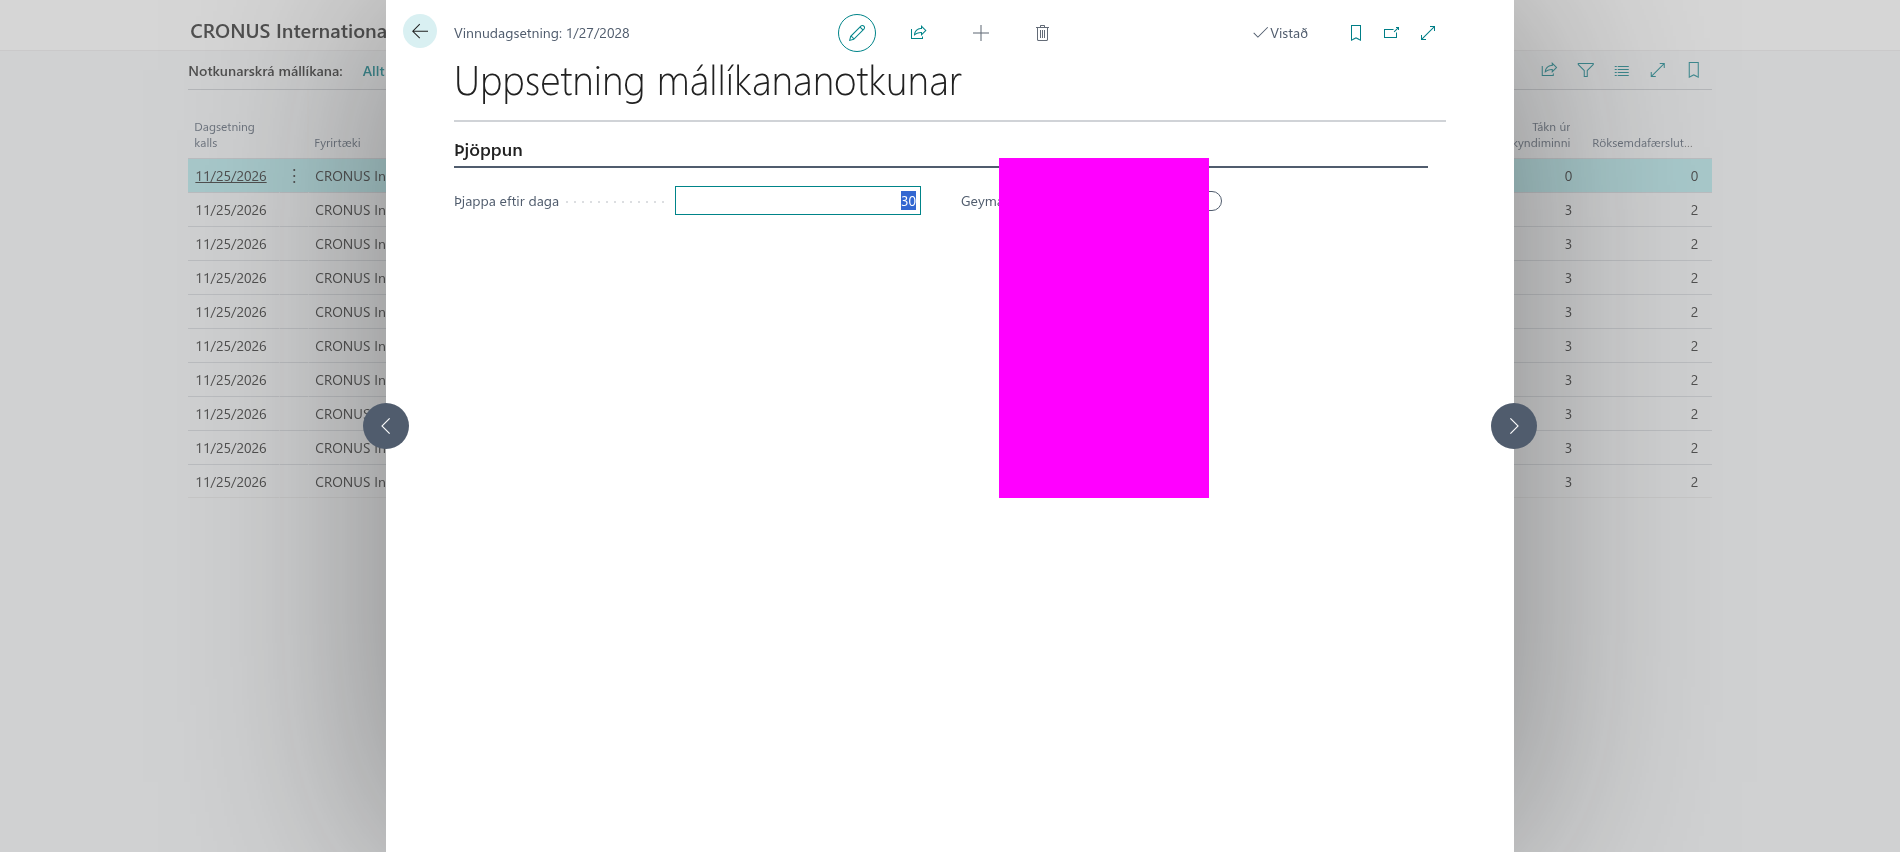 CRONUS Internationa
Notkunarskrá mállíkana: Allt
Vinnudagsetning: 1/27/2028
Vistað
Uppsetning mállíkananotkunar
Þjöppun
Þjappa eftir daga 30
Dagsetning kalls
Fyrirtæki
Tákn úr
Röksemdafærslut...
11/25/2026 CRONUS In 0 0
11/25/2026 CRONUS In 3 2
11/25/2026 CRONUS In 3 2
11/25/2026 CRONUS In 3 2
11/25/2026 CRONUS In 3 2
11/25/2026 CRONUS In 3 2
11/25/2026 CRONUS In 3 2
11/25/2026 CRONUS 3 2
11/25/2026 CRONUS In 3 2
11/25/2026 CRONUS In 3 2